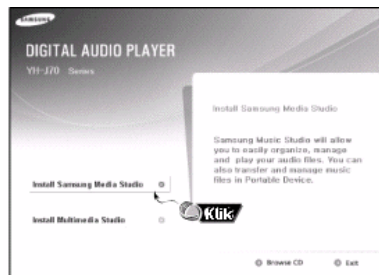 SAMSUNG
DIGITAL AUDIO PLAYER
YH-J70 Series
Install Samsung Media Studio
Samsung Music Studio will allow
you to easily organize, manage
and play your audio files. You can
also transfer and manage music
files in Portable Device.
Install Samsung Media Studio
Klik
Install Multimedia Studio
Browse CD
Exit